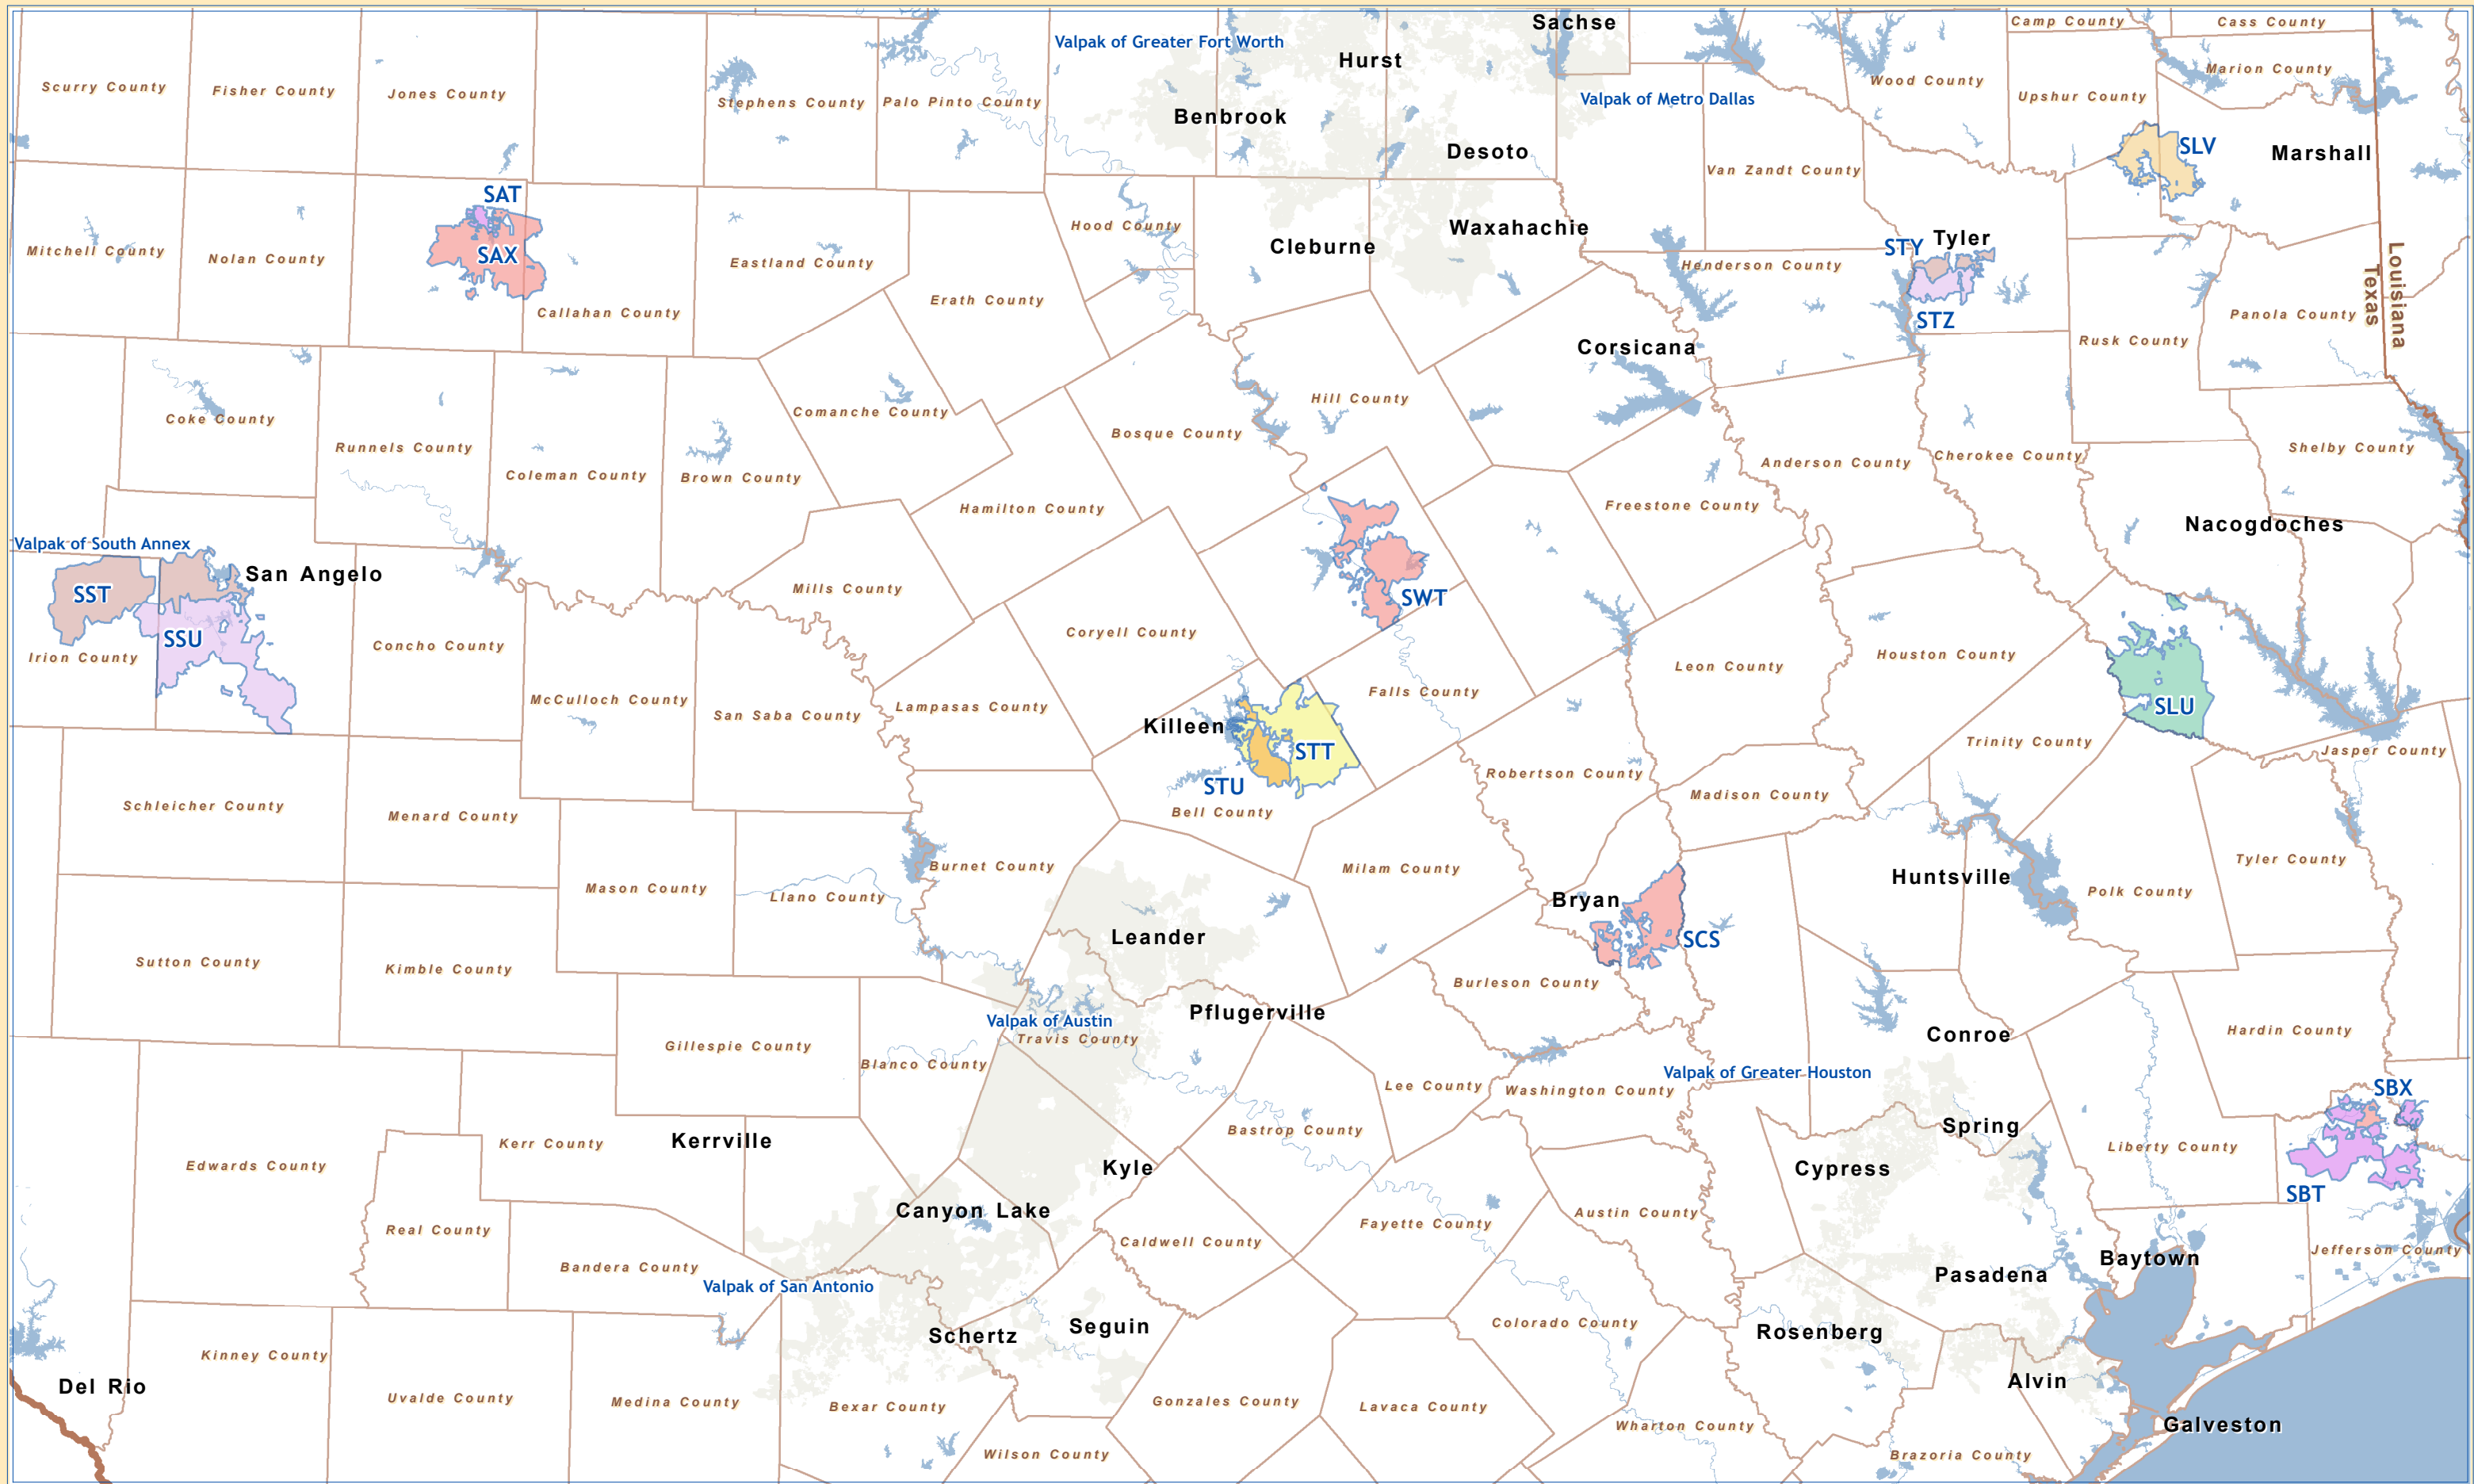 Sachse
Camp County
Cass County
Valpak of Greater Fort Worth
Hurst
Marion County
Scurry County
Fisher County
Jones County
Stephens County
Palo Pinto County
Wood County
Upshur County
Valpak of Metro Dallas
Benbrook
Desoto
SLV
Marshall
Van Zandt County
SAT
Hood County
Waxahachie
Cleburne
STY
Tyler
Mitchell County
Nolan County
SAX
Eastland County
Henderson County
Louisiana
Texas
Erath County
Callahan County
STZ
Panola County
Rusk County
Corsicana
Coke County
Comanche County
Hill County
Runnels County
Bosque County
Shelby County
Coleman County
Brown County
Anderson County
Cherokee County
Hamilton County
Freestone County
Nacogdoches
Valpak of South Annex
San Angelo
SST
Mills County
SWT
SSU
Coryell County
Irion County
Concho County
Leon County
Houston County
McCulloch County
San Saba County
Lampasas County
Falls County
SLU
Killeen
STT
Trinity County
Jasper County
STU
Robertson County
Schleicher County
Menard County
Bell County
Madison County
Burnet County
Milam County
Huntsville
Tyler County
Mason County
Llano County
Polk County
Bryan
Leander
SCS
Sutton County
Kimble County
Burleson County
Pflugerville
Valpak of Austin
Travis County
Conroe
Hardin County
Gillespie County
Blanco County
Valpak of Greater Houston
Lee County
Washington County
SBX
Kerr County
Kerrville
Bastrop County
Spring
Liberty County
Edwards County
Kyle
Cypress
SBT
Canyon Lake
Real County
Fayette County
Austin County
Caldwell County
Jefferson County
Baytown
Bandera County
Valpak of San Antonio
Pasadena
Schertz
Seguin
Colorado County
Rosenberg
Kinney County
Del Rio
Alvin
Uvalde County
Medina County
Bexar County
Gonzales County
Lavaca County
Wharton County
Galveston
Wilson County
Brazoria County